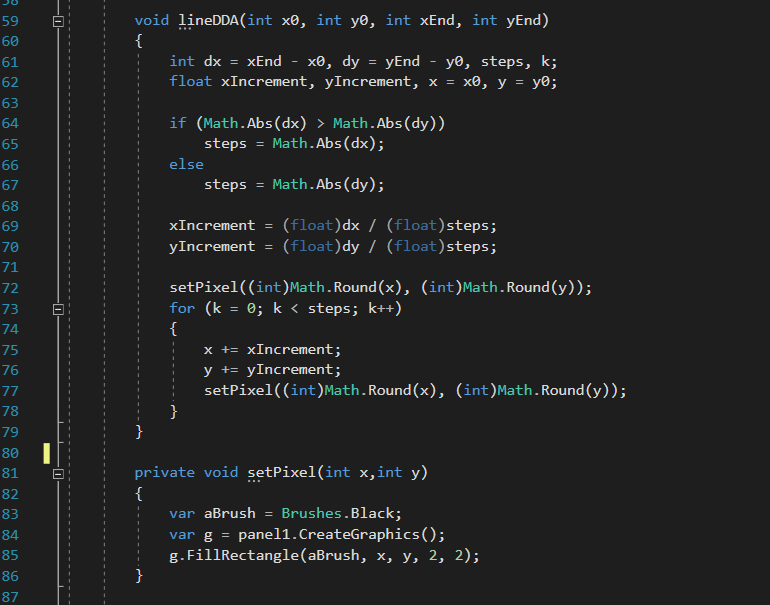 58
59 void lineDDA(int x0, int y0, int xEnd, int yEnd)
60 {
61 int dx = xEnd - x0, dy = yEnd - y0, steps, k;
62 float xIncrement, yIncrement, x = x0, y = y0;
63
64 if (Math.Abs(dx) > Math.Abs(dy))
65 steps = Math.Abs(dx);
66 else
67 steps = Math.Abs(dy);
68
69 xIncrement = (float)dx / (float)steps;
70 yIncrement = (float)dy / (float)steps;
71
72 setPixel((int)Math.Round(x), (int)Math.Round(y));
73 for (k = 0; k < steps; k++)
74 {
75 x += xIncrement;
76 y += yIncrement;
77 setPixel((int)Math.Round(x), (int)Math.Round(y));
78 }
79 }
80
81 private void setPixel(int x,int y)
82 {
83 var aBrush = Brushes.Black;
84 var g = panel1.CreateGraphics();
85 g.FillRectangle(aBrush, x, y, 2, 2);
86 }
87